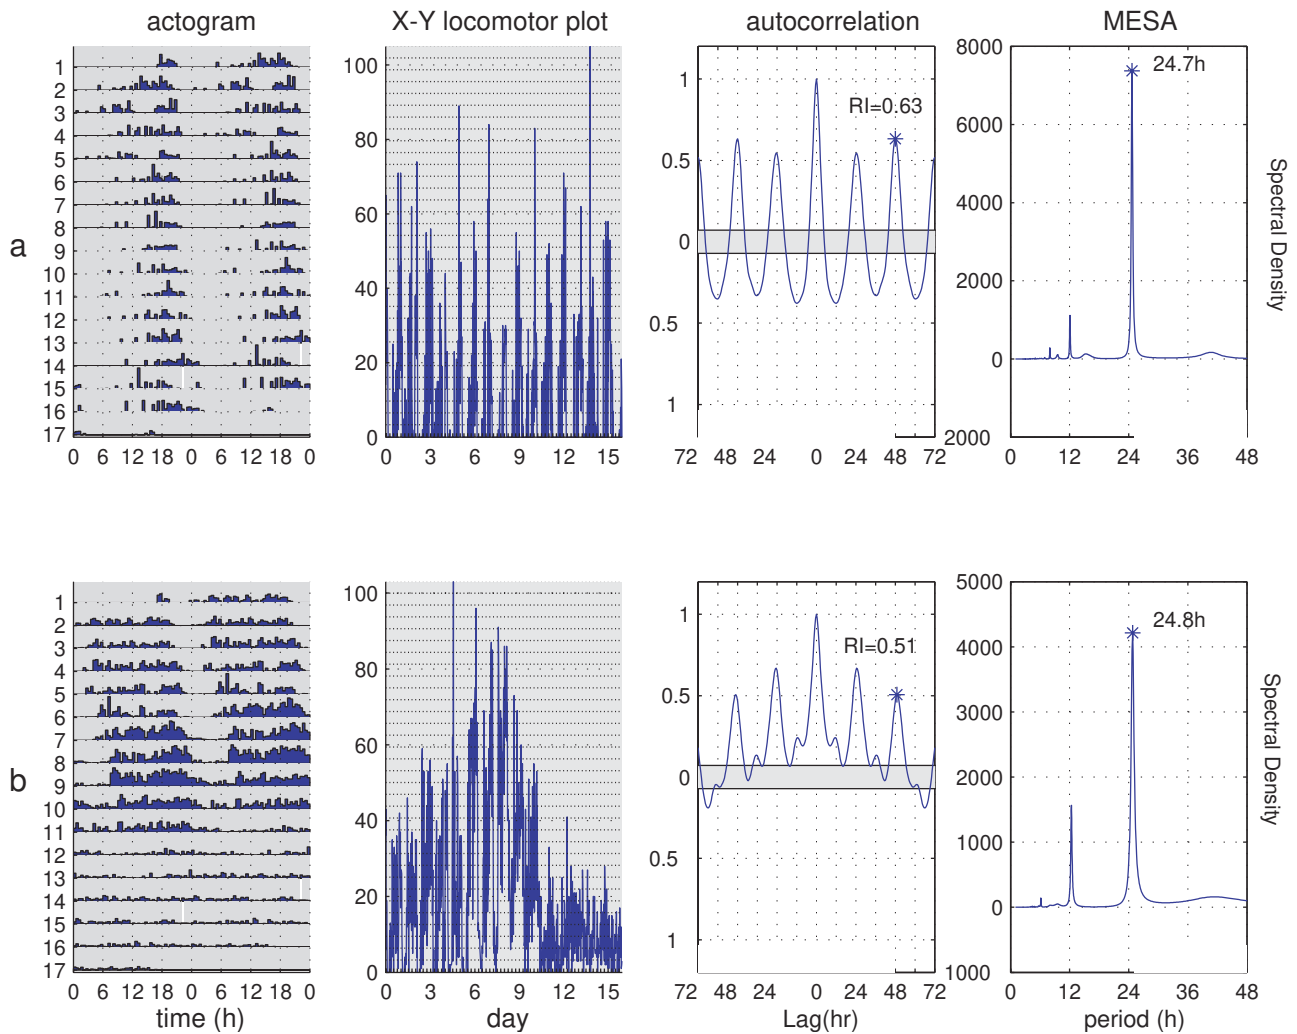 actogram
X-Y locomotor plot
autocorrelation
MESA
a
1
2
3
4
5
6
7
8
9
10
11
12
13
14
15
16
17
0 6 12 18 0 6 12 18 0
100
80
60
40
20
0
0 3 6 9 12 15
1
0.5
0
0.5
1
RI=0.63
72 48 24 0 24 48 72
8000
6000
4000
2000
0
2000
24.7h
0 12 24 36 48
Spectral Density
b
1
2
3
4
5
6
7
8
9
10
11
12
13
14
15
16
17
0 6 12 18 0 6 12 18 0
time (h)
100
80
60
40
20
0
0 3 6 9 12 15
day
1
0.5
0
0.5
1
RI=0.51
72 48 24 0 24 48 72
Lag(hr)
5000
4000
3000
2000
1000
0
1000
24.8h
0 12 24 36 48
period (h)
Spectral Density